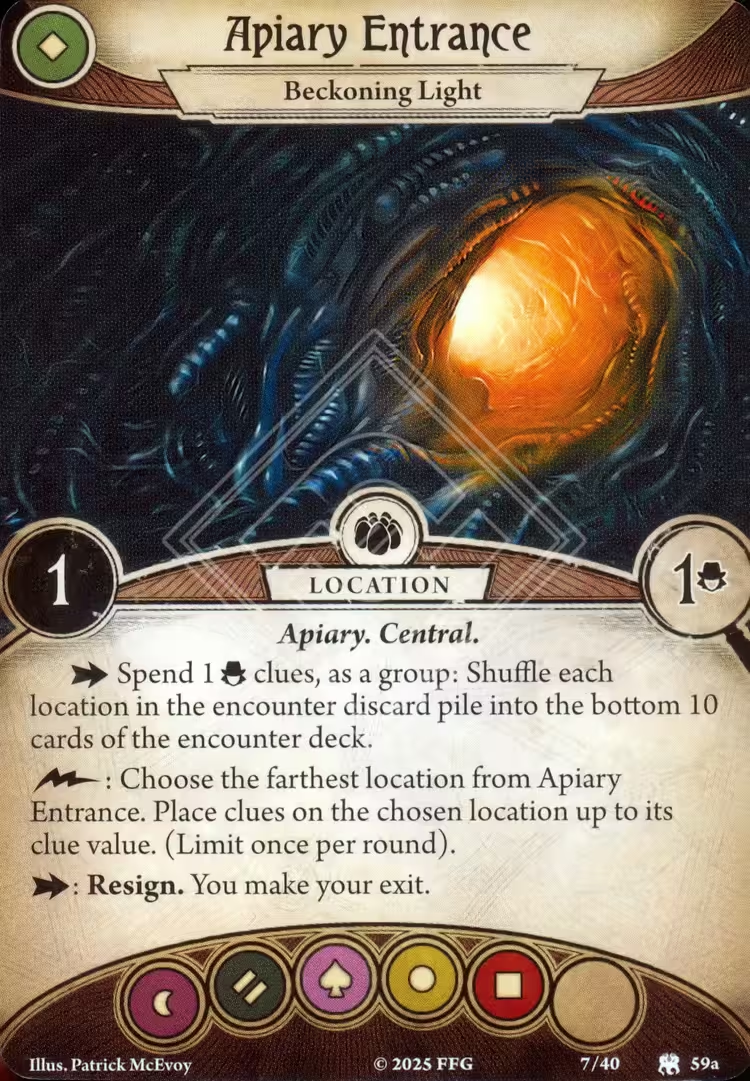 Apiary Entrance
Beckoning Light
1
1
LOCATION
Apiary. Central.
Spend 1 clues, as a group: Shuffle each
location in the encounter discard pile into the bottom 10
cards of the encounter deck.
: Choose the farthest location from Apiary
Entrance. Place clues on the chosen location up to its
clue value. (Limit once per round).
: Resign. You make your exit.
Illus. Patrick McEvoy © 2025 FFG 7/40 59a